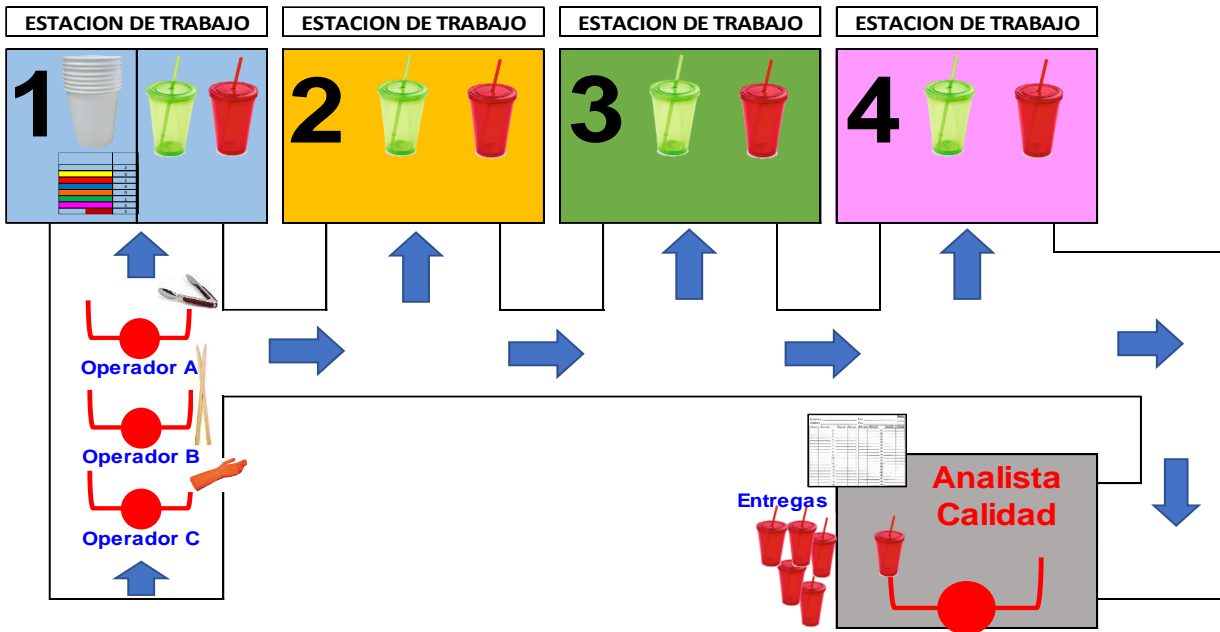 ESTACION DE TRABAJO
ESTACION DE TRABAJO
ESTACION DE TRABAJO
ESTACION DE TRABAJO
1
2
3
4
Operador A
Operador B
Operador C
Entregas
Analista
Calidad